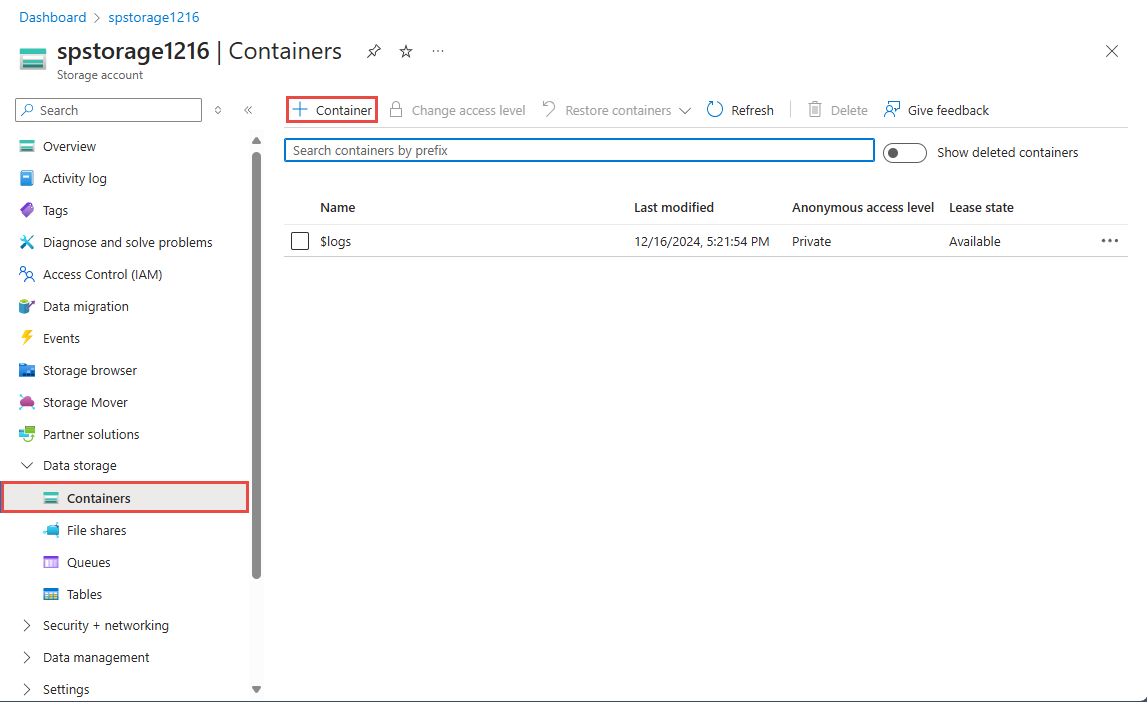 Dashboard > spstorage1216
spstorage1216 | Containers
Storage account
Search
Container
Change access level
Restore containers
Refresh
Delete
Give feedback
Search containers by prefix
Show deleted containers
Name Last modified Anonymous access level Lease state
$logs 12/16/2024, 5:21:54 PM Private Available
Overview
Activity log
Tags
Diagnose and solve problems
Access Control (IAM)
Data migration
Events
Storage browser
Storage Mover
Partner solutions
Data storage
Containers
File shares
Queues
Tables
Security + networking
Data management
Settings